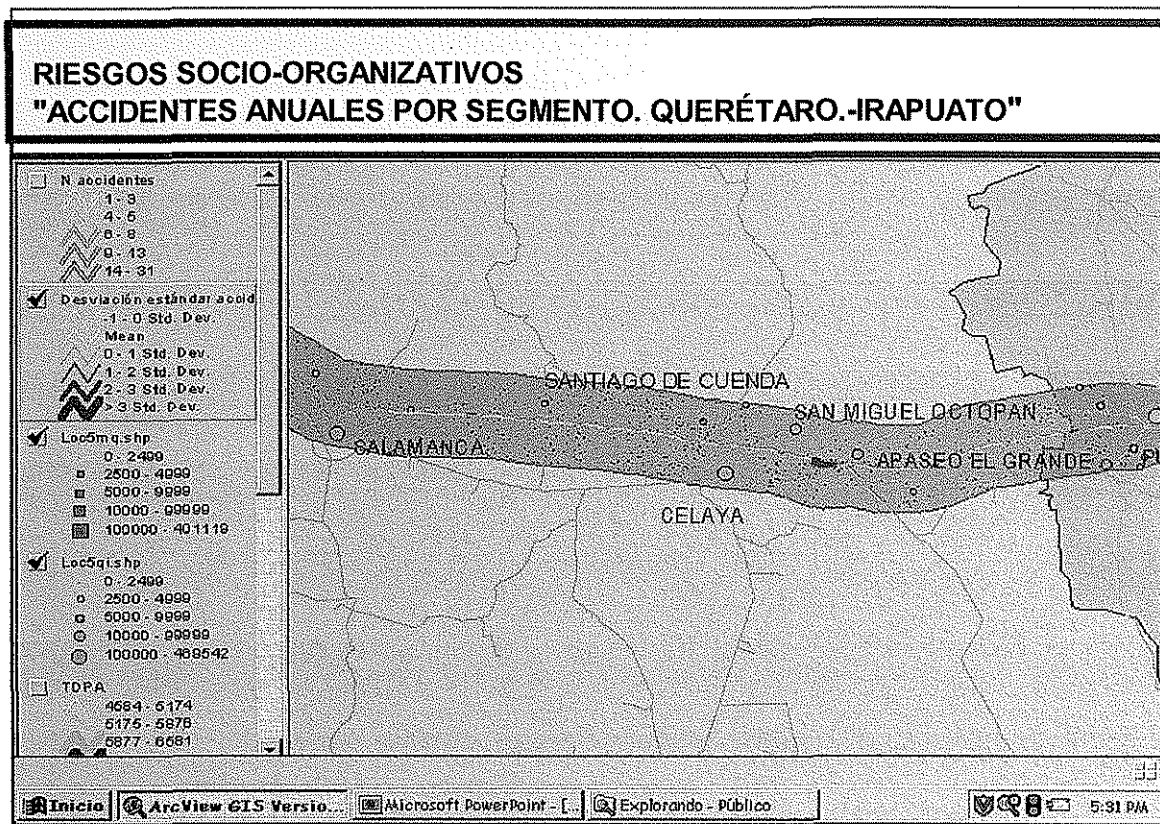 RIESGOS SOCIO-ORGANIZATIVOS
"ACCIDENTES ANUALES POR SEGMENTO. QUERÉTARO.-IRAPUATO"
N accidentes
1 - 3
4 - 5
6 - 8
9 - 13
14 - 31
Desviación estándar accid
-1 - 0 Std. Dev.
Mean
0 - 1 Std. Dev.
1 - 2 Std. Dev.
2 - 3 Std. Dev.
> 3 Std. Dev.
Loc5mq.shp
0 - 2499
2500 - 4999
5000 - 9999
10000 - 99999
100000 - 401119
Loc5qi.shp
0 - 2499
2500 - 4999
5000 - 9999
10000 - 99999
100000 - 469542
TDPA
4584 - 5174
5175 - 5876
5877 - 6581
SANTIAGO DE CUENDA
SAN MIGUEL OCTOPAN
SALAMANCA
APASEO EL GRANDE
CELAYA
Inicio
ArcView GIS Versio...
Microsoft PowerPoint - [
Explorando - Público
5:31 PM